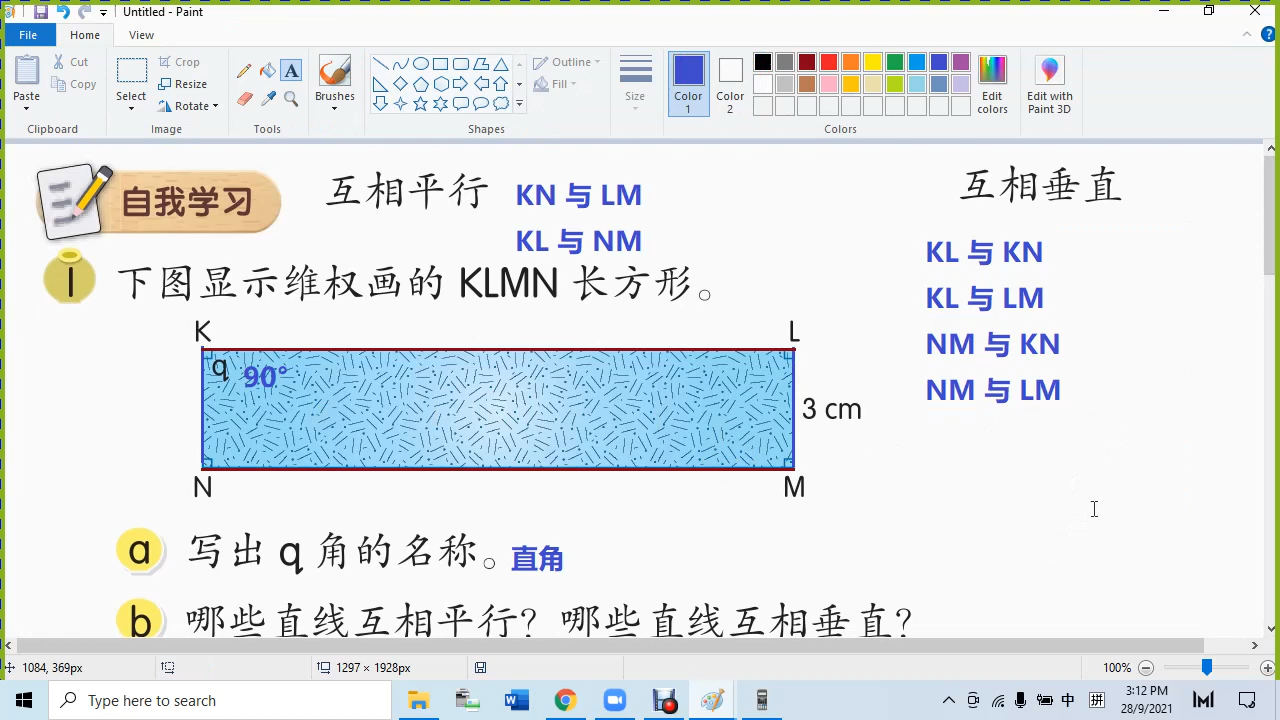 Untitled - Paint
File
Home
View
Paste
Cut
Copy
Clipboard
Select
Crop
Resize
Rotate
Image
Tools
Brushes
Outline
Fill
Shapes
Size
Color 1
Color 2
Edit colors
Colors
Edit with Paint 3D
自我学习
互相平行
KN 与 LM
KL 与 NM
互相垂直
KL 与 KN
KL 与 LM
NM 与 KN
NM 与 LM
1 下图显示维权画的 KLMN 长方形。
K
L
q 90°
3 cm
N
M
a 写出 q 角的名称。 直角
b 哪些直线互相平行？哪些直线互相垂直？
1084, 369px
1297 × 1928px
100%
Type here to search
中
拼
3:12 PM
28/9/2021